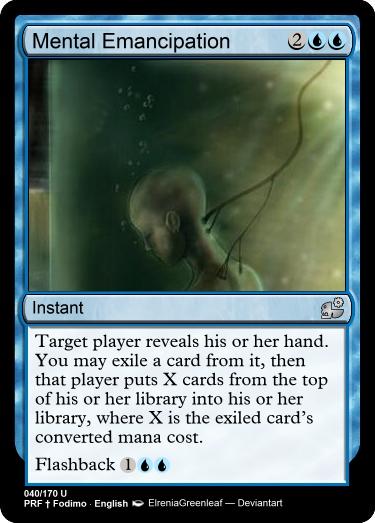 Mental Emancipation 2
Instant
Target player reveals his or her hand.
You may exile a card from it, then
that player puts X cards from the top
of his or her library into his or her
library, where X is the exiled card's
converted mana cost.
Flashback 1
040/170 U
PRF † Fodimo · English ElreniaGreenleaf — Deviantart